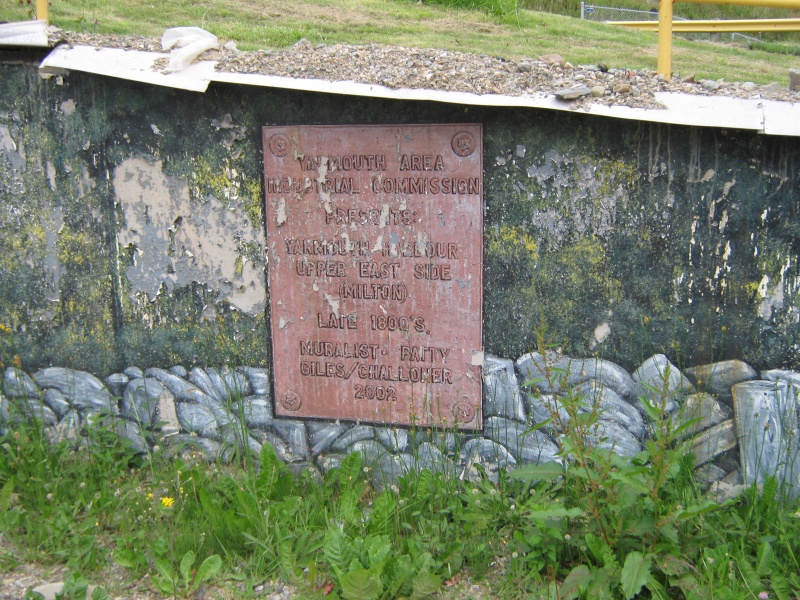 YARMOUTH AREA
INDUSTRIAL COMMISSION
PRESENTS:
YARMOUTH HARBOUR
UPPER EAST SIDE
(MILTON)
LATE 1800'S.
MURALIST- PATTY
GILES/CHALLONER
2002